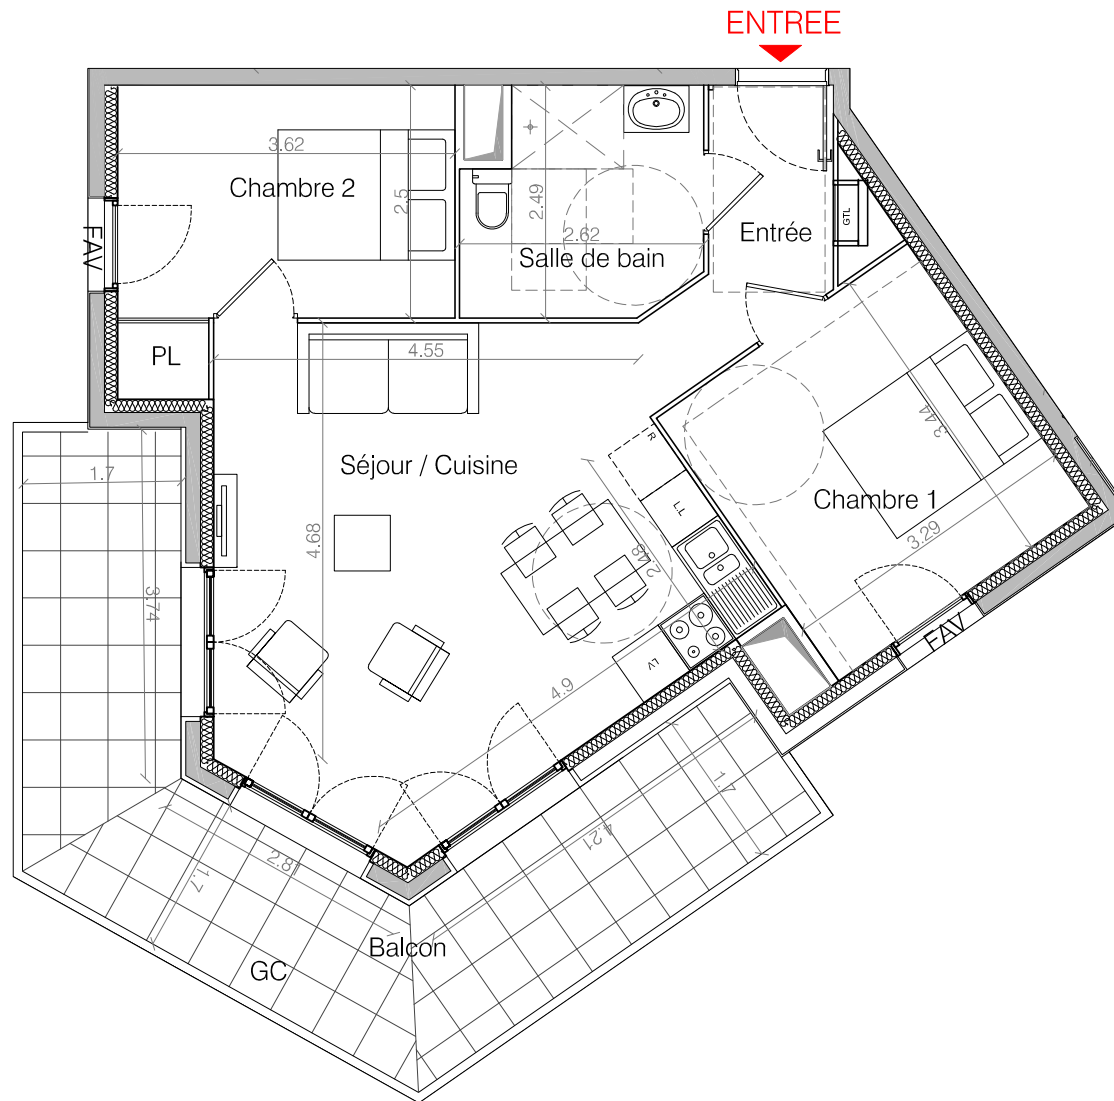 ENTREE
3.62
Chambre 2
2.5
2.49
2.62
Salle de bain
Entrée
GTL
FAV
PL
4.55
R
3.44
Séjour / Cuisine
1.7
LL
Chambre 1
4.68
2.48
3.29
3.74
FAV
LV
4.9
1.7
4.21
2.81
1.7
Balcon
GC